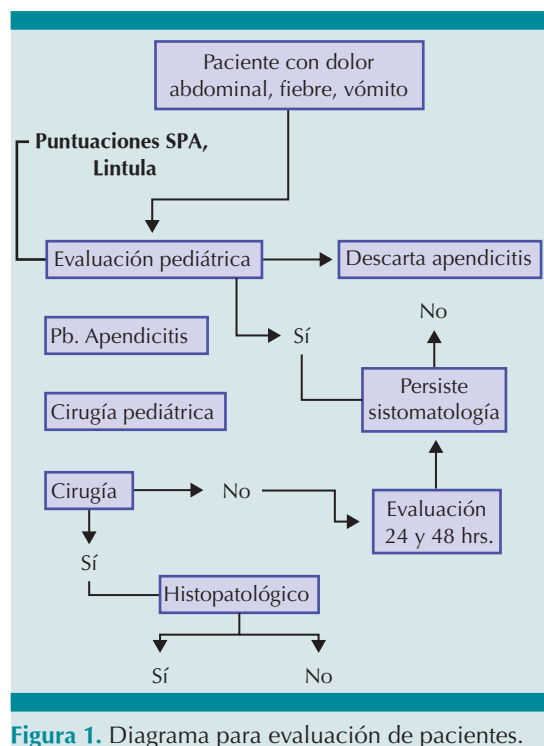 Paciente con dolor
abdominal, fiebre, vómito
Puntuaciones SPA,
Lintula
Evaluación pediátrica
Descarta apendicitis
No
Pb. Apendicitis
Sí
Persiste
sistomatología
Cirugía pediátrica
Cirugía
No
Evaluación
24 y 48 hrs.
Sí
Histopatológico
Sí
No
Figura 1. Diagrama para evaluación de pacientes.